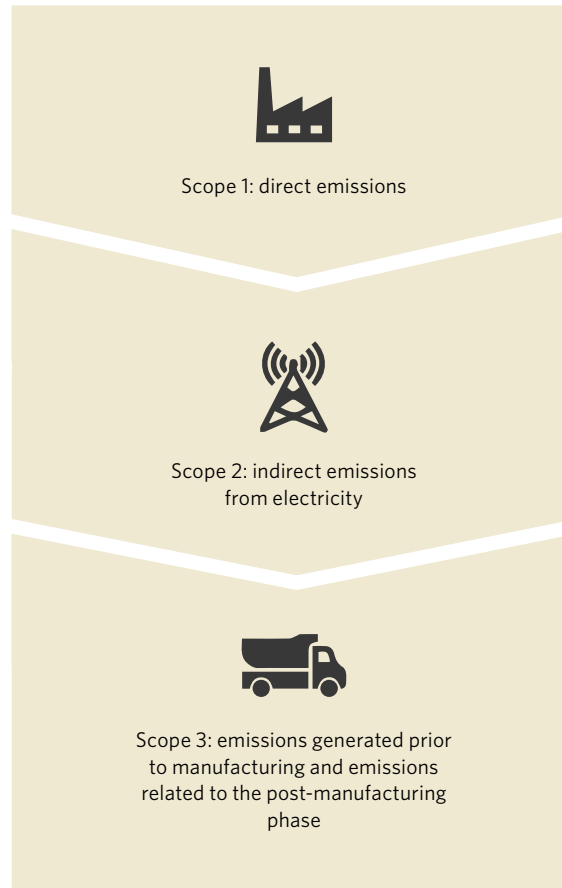 Scope 1: direct emissions
Scope 2: indirect emissions
from electricity
Scope 3: emissions generated prior
to manufacturing and emissions
related to the post-manufacturing
phase